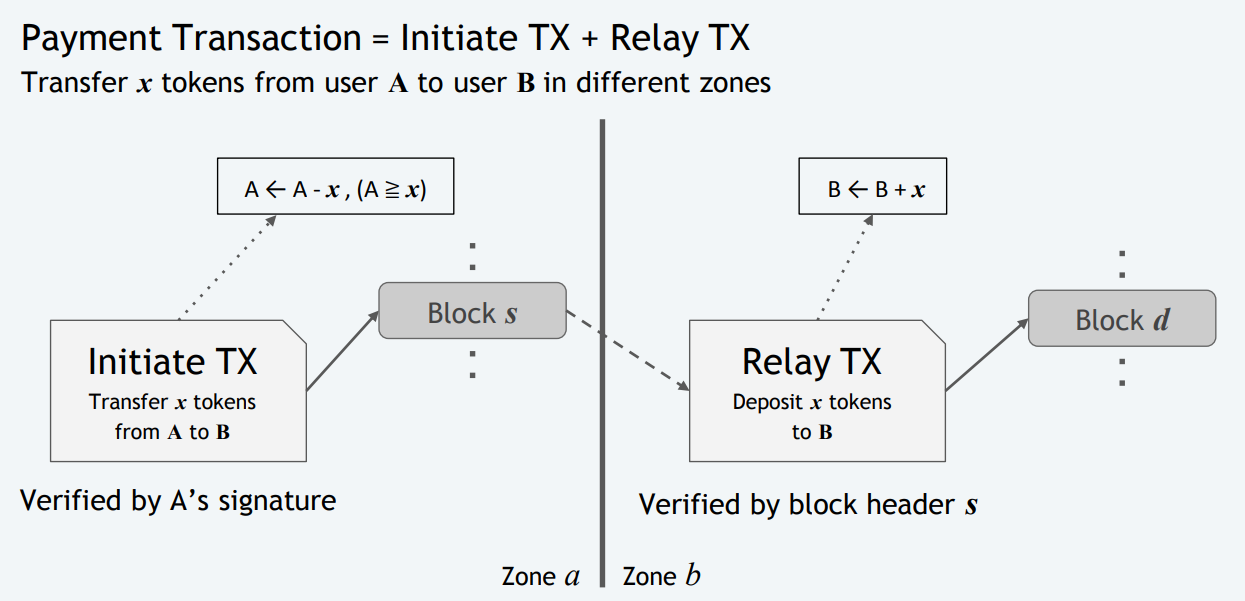 Payment Transaction = Initiate TX + Relay TX
Transfer x tokens from user A to user B in different zones
A ← A - x , (A ≧ x)
B ← B + x
Block s
Block d
Initiate TX
Transfer x tokens
from A to B
Relay TX
Deposit x tokens
to B
Verified by A’s signature
Verified by block header s
Zone a
Zone b